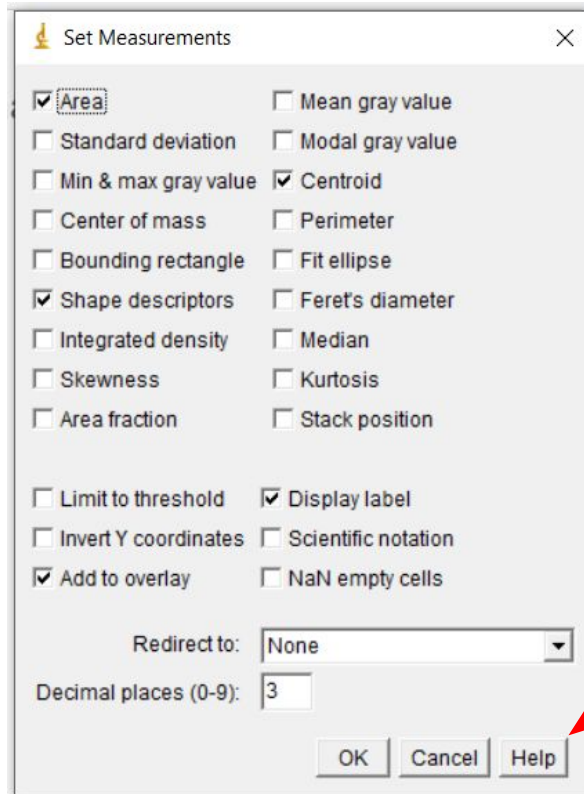 Set Measurements
Area Mean gray value
Standard deviation Modal gray value
Min & max gray value Centroid
Center of mass Perimeter
Bounding rectangle Fit ellipse
Shape descriptors Feret's diameter
Integrated density Median
Skewness Kurtosis
Area fraction Stack position
Limit to threshold Display label
Invert Y coordinates Scientific notation
Add to overlay NaN empty cells
Redirect to: None
Decimal places (0-9): 3
OK Cancel Help